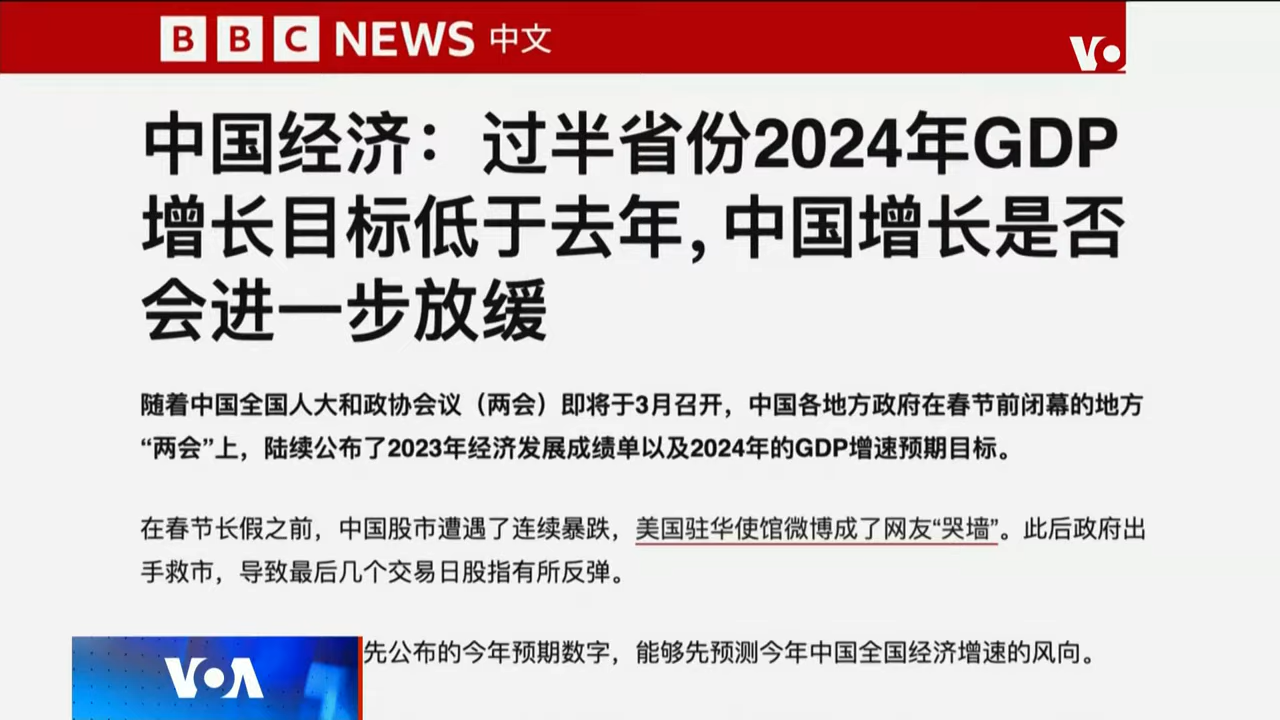 BBC NEWS 中文
VO
中国经济：过半省份2024年GDP
增长目标低于去年，中国增长是否
会进一步放缓
随着中国全国人大和政协会议（两会）即将于3月召开，中国各地方政府在春节前闭幕的地方
“两会”上，陆续公布了2023年经济发展成绩单以及2024年的GDP增速预期目标。
在春节长假之前，中国股市遭遇了连续暴跌，美国驻华使馆微博成了网友“哭墙”。此后政府出
手救市，导致最后几个交易日股指有所反弹。
先公布的今年预期数字，能够先预测今年中国全国经济增速的风向。
VOA